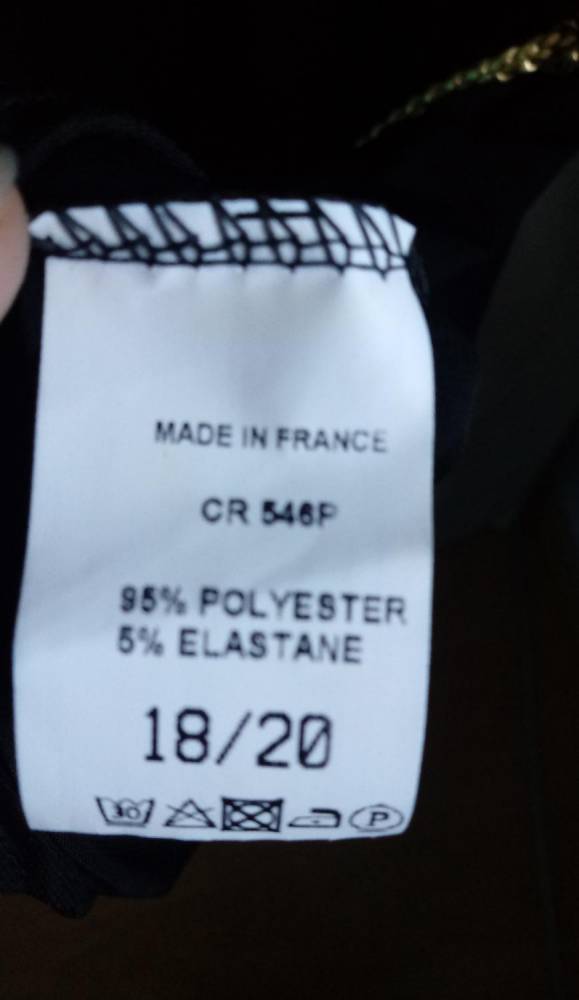 MADE IN FRANCE
CR 546P
95% POLYESTER
5% ELASTANE
18/20
30
P